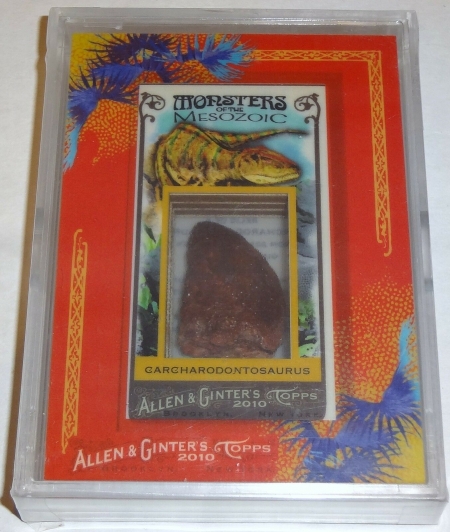 MONSTERS
OF THE
MESOZOIC
CARCHARODONTOSAURUS
ALLEN & GINTER'S TOPPS
2010
BROOKLYN NEW YORK
ALLEN & GINTER'S TOPPS
2010
BROOKLYN NEW YORK